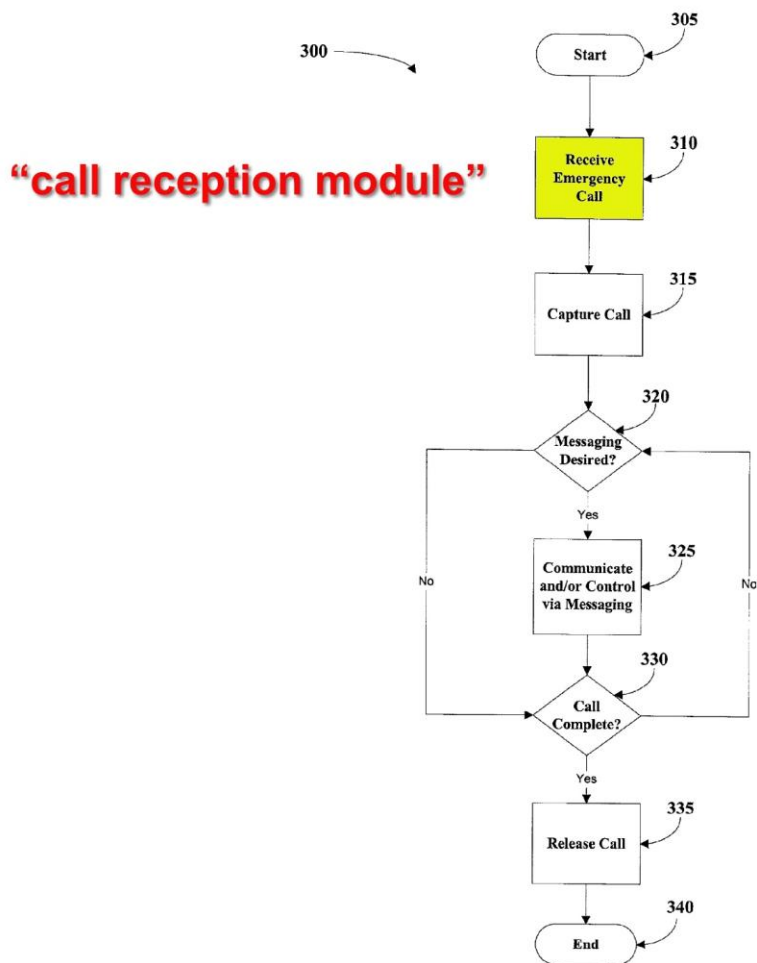 305
Start
300
310
Receive
Emergency
Call
“call reception module”
315
Capture Call
320
Messaging
Desired?
Yes
325
Communicate
and/or Control
via Messaging
No
No
330
Call
Complete?
Yes
335
Release Call
340
End